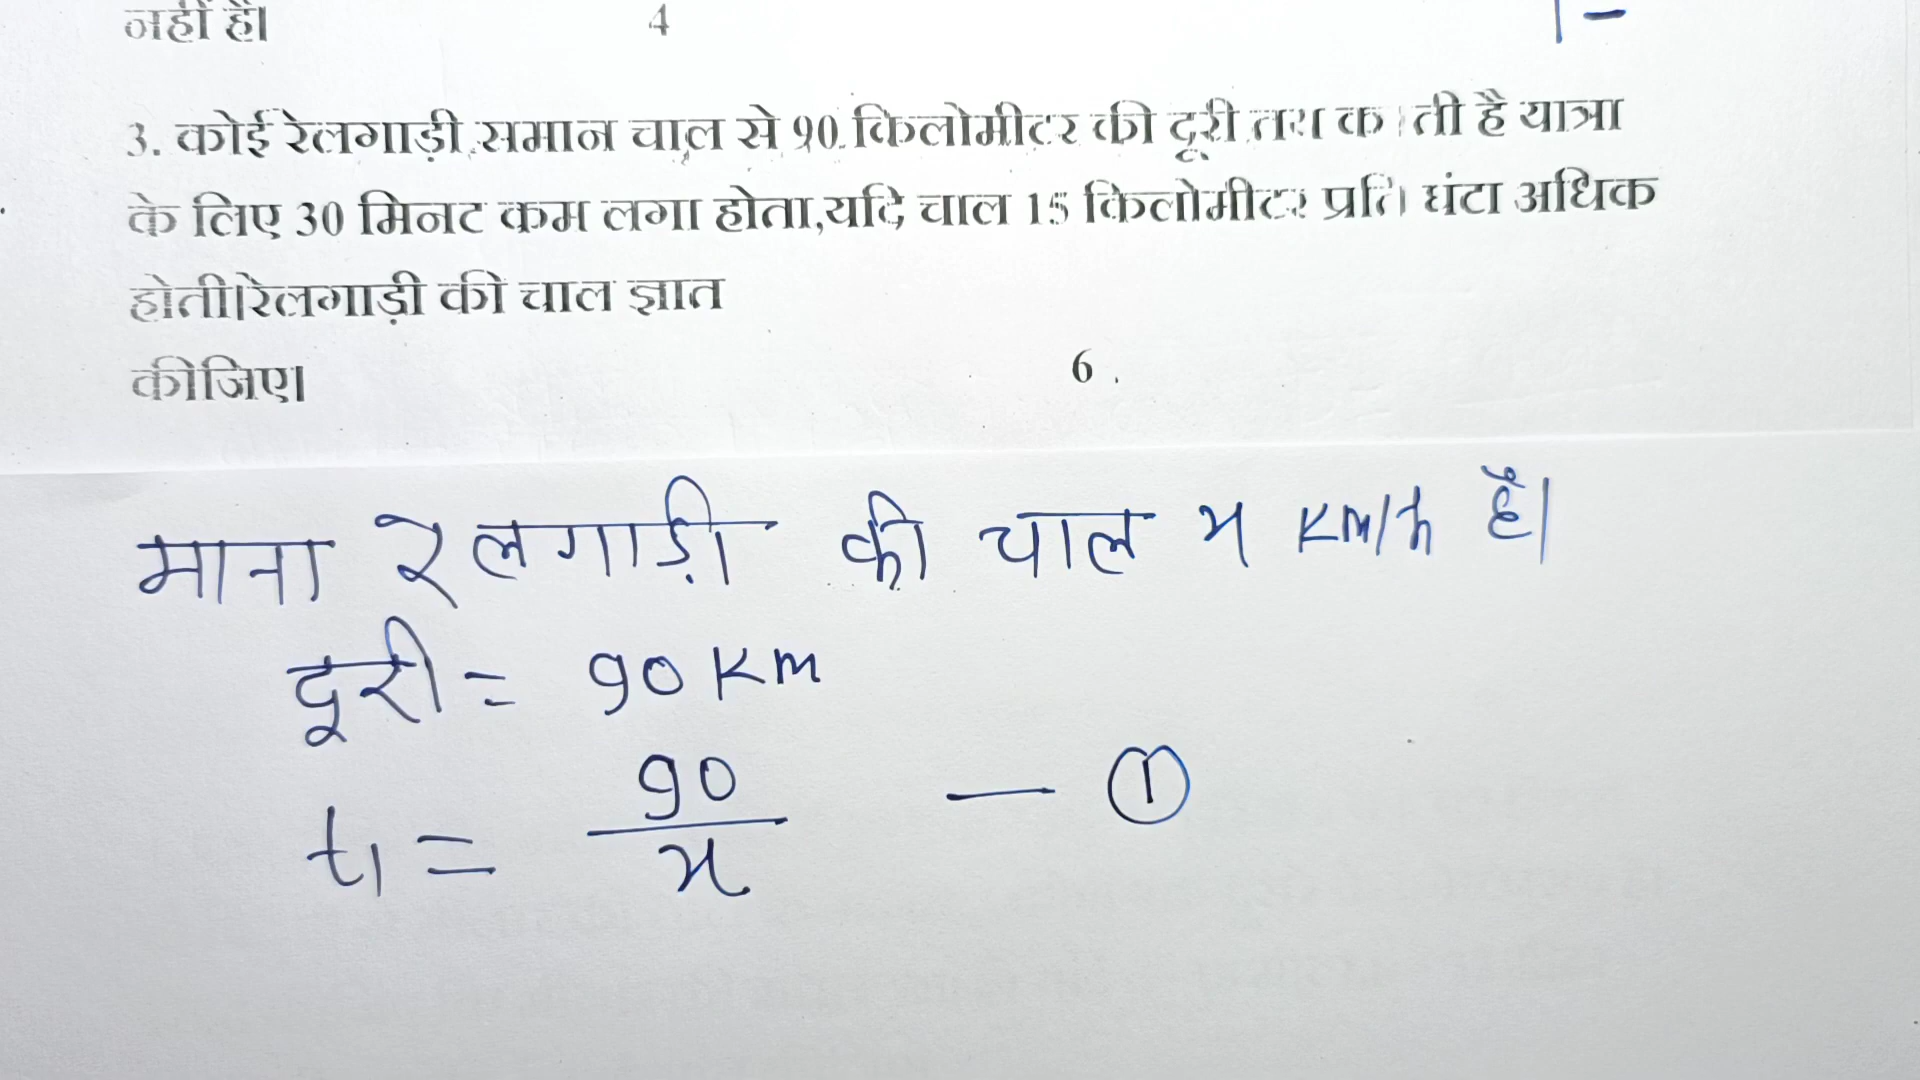 नहीं है। 4
3. कोई रेलगाड़ी समान चाल से 90 किलोमीटर की दूरी तय करती है यात्रा
के लिए 30 मिनट कम लगा होता,यदि चाल 15 किलोमीटर प्रति घंटा अधिक
होती।रेलगाड़ी की चाल ज्ञात
कीजिए। 6
माना रेलगाड़ी की चाल x km/h है।
दूरी = 90 km
t₁ = 90/x — ①